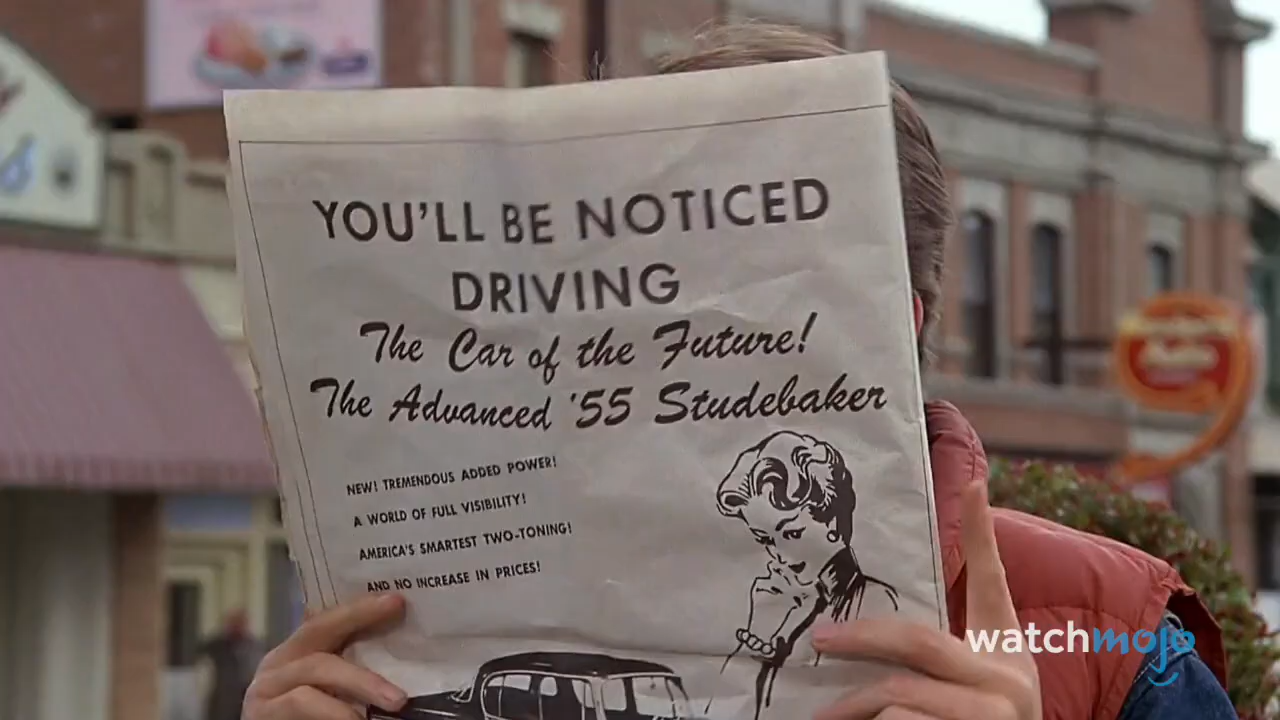 YOU'LL BE NOTICED
DRIVING
The Car of the Future!
The Advanced '55 Studebaker
NEW! TREMENDOUS ADDED POWER!
A WORLD OF FULL VISIBILITY!
AMERICA'S SMARTEST TWO-TONING!
AND NO INCREASE IN PRICES!
watchmojo